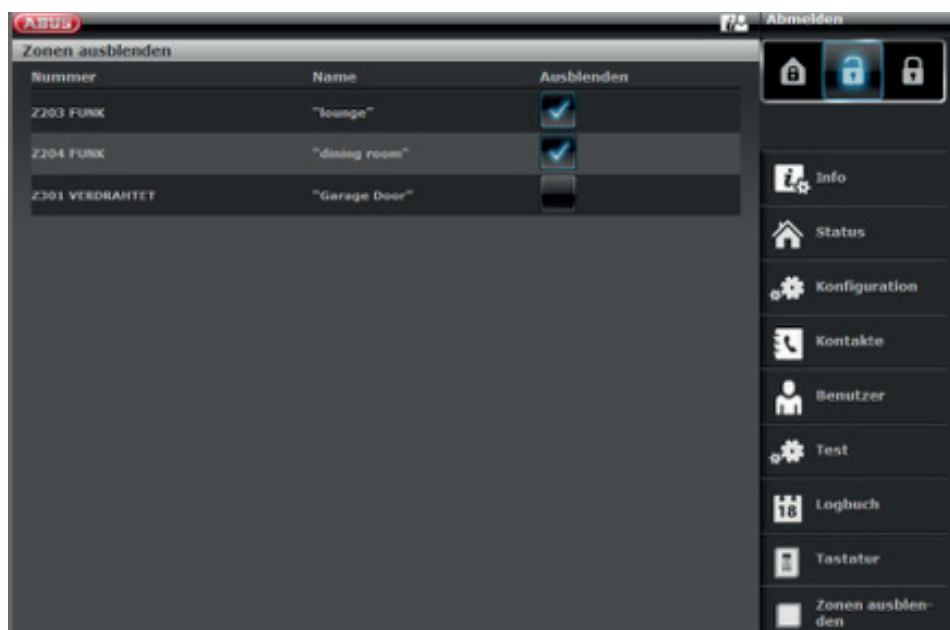 ABUS
Abmelden
Zonen ausblenden
Nummer Name Ausblenden
Z203 FUNK "lounge"
Z204 FUNK "dining room"
Z301 VERDRAHTET "Garage Door"
Info
Status
Konfiguration
Kontakte
Benutzer
Test
18 Logbuch
Tastatur
Zonen ausblen-
den